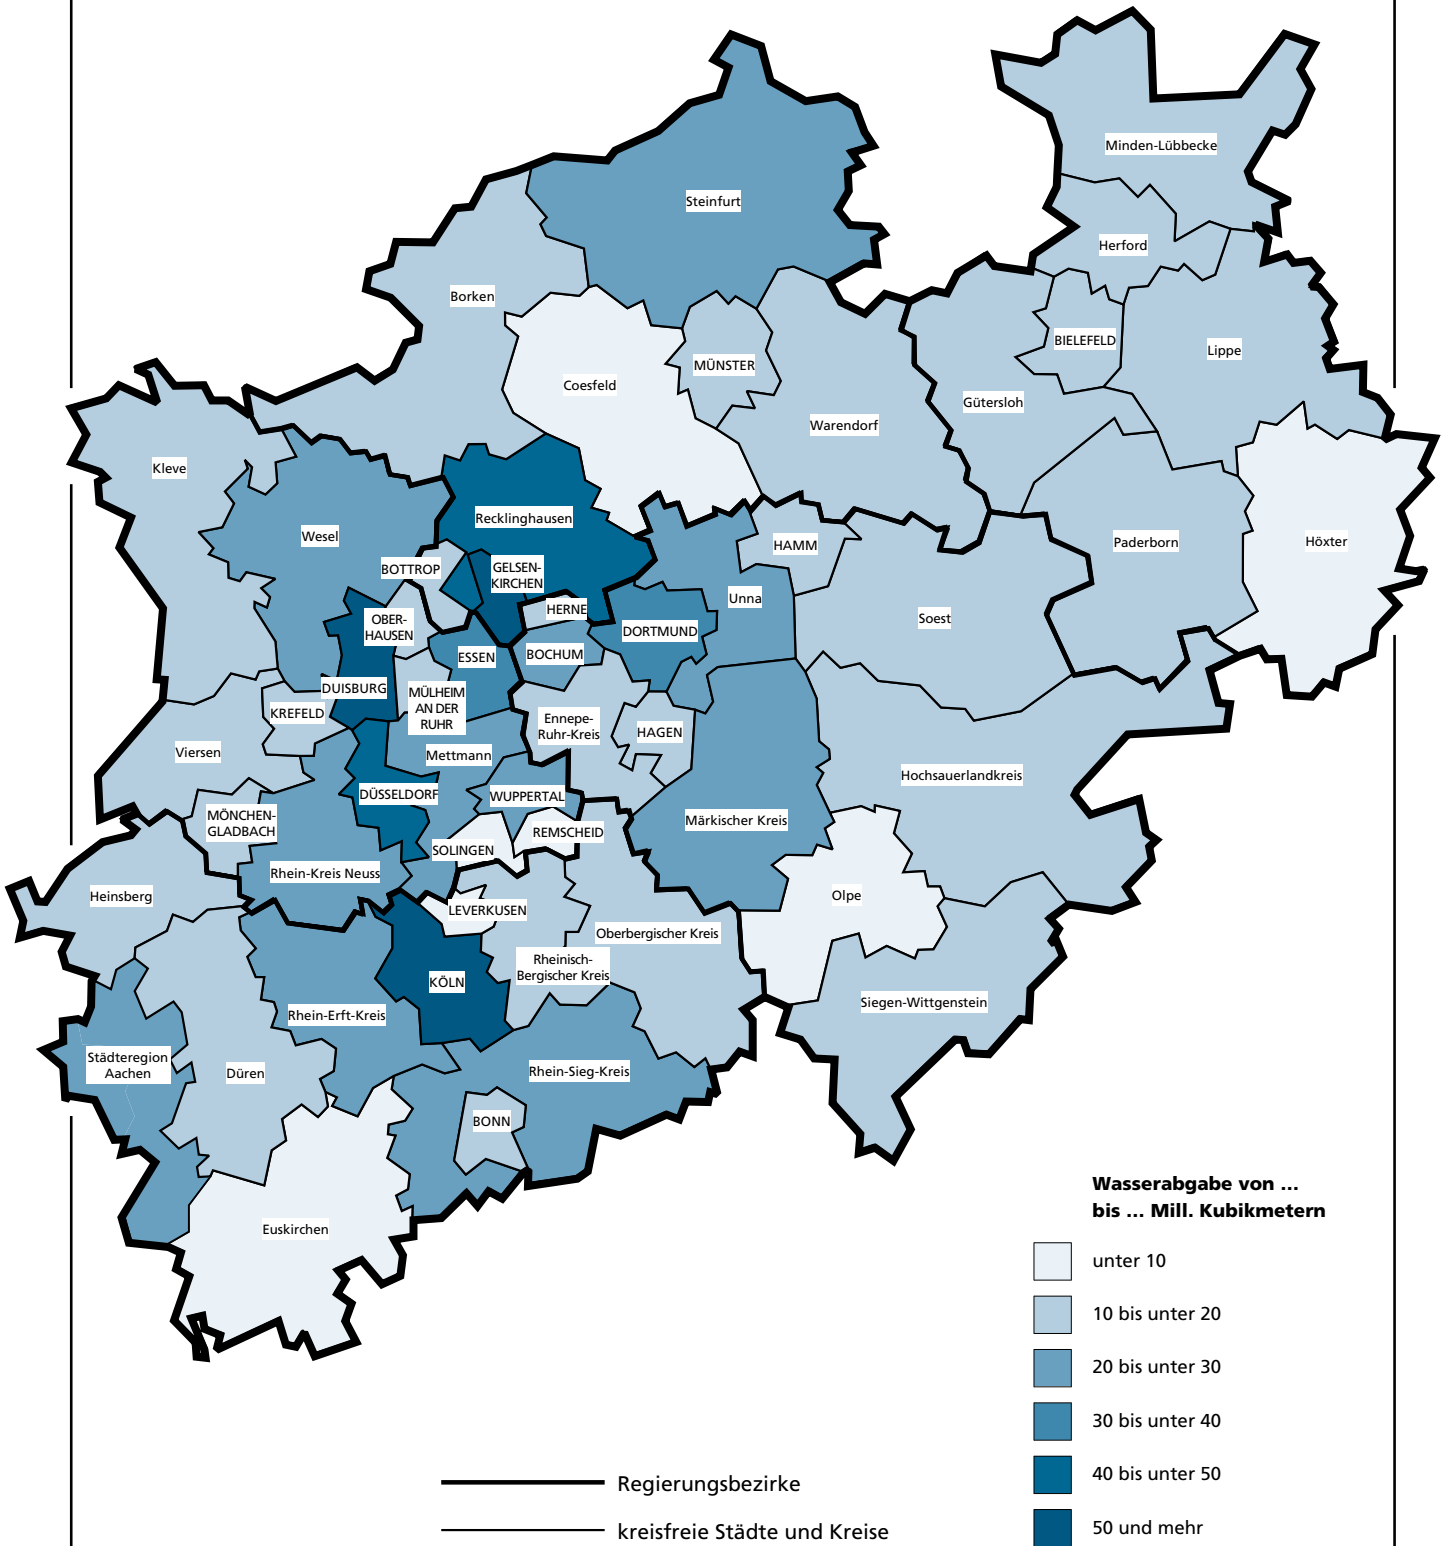 Minden-Lübbecke
Steinfurt
Herford
Borken
BIELEFELD
Lippe
MÜNSTER
Coesfeld
Gütersloh
Warendorf
Kleve
Recklinghausen
Wesel
HAMM
Paderborn
Höxter
BOTTROP
GELSEN-
KIRCHEN
Unna
HERNE
OBER-
HAUSEN
Soest
DORTMUND
ESSEN
BOCHUM
DUISBURG
MÜLHEIM
AN DER
RUHR
KREFELD
Ennepe-
Ruhr-Kreis
HAGEN
Viersen
Mettmann
Hochsauerlandkreis
DÜSSELDORF
WUPPERTAL
MÖNCHEN-
GLADBACH
Märkischer Kreis
REMSCHEID
SOLINGEN
Rhein-Kreis Neuss
Heinsberg
Olpe
LEVERKUSEN
Oberbergischer Kreis
Rheinisch-
Bergischer Kreis
KÖLN
Siegen-Wittgenstein
Rhein-Erft-Kreis
Städteregion
Aachen
Düren
Rhein-Sieg-Kreis
BONN
Euskirchen
Wasserabgabe von ...
bis ... Mill. Kubikmetern
unter 10
10 bis unter 20
20 bis unter 30
30 bis unter 40
40 bis unter 50
50 und mehr
Regierungsbezirke
kreisfreie Städte und Kreise